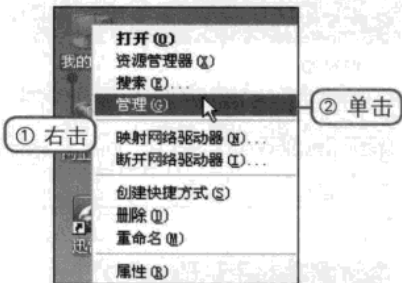 打开(O)
我的
资源管理器(X)
搜索(E)...
管理(G)
② 单击
① 右击
映射网络驱动器(N)...
断开网络驱动器(I)...
创建快捷方式(S)
删除(D)
重命名(M)
属性(R)